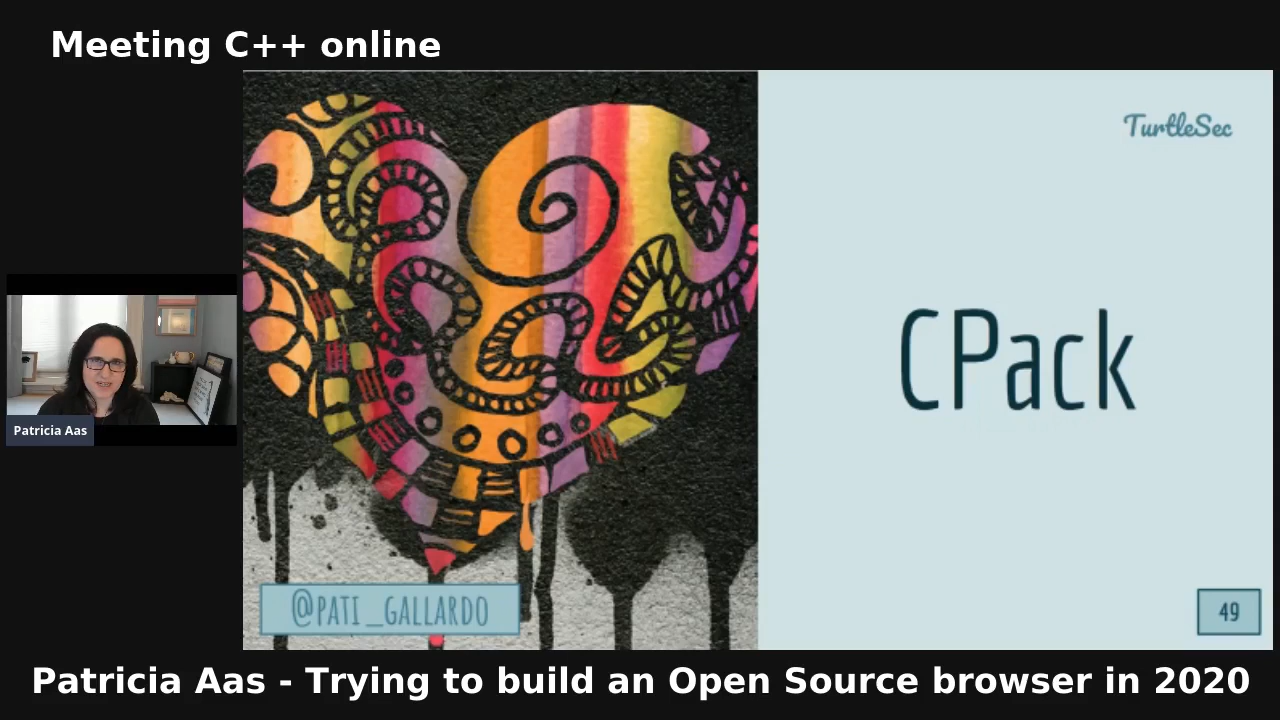 Meeting C++ online
TurtleSec
CPack
Patricia Aas
@PATI_GALLARDO
49
Patricia Aas - Trying to build an Open Source browser in 2020